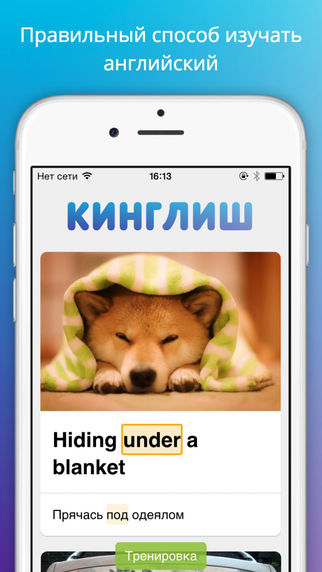 Правильный способ изучать
английский
Нет сети 16:13
КИНГЛИШ
Hiding under a
blanket
Прячась под одеялом
Тренировка